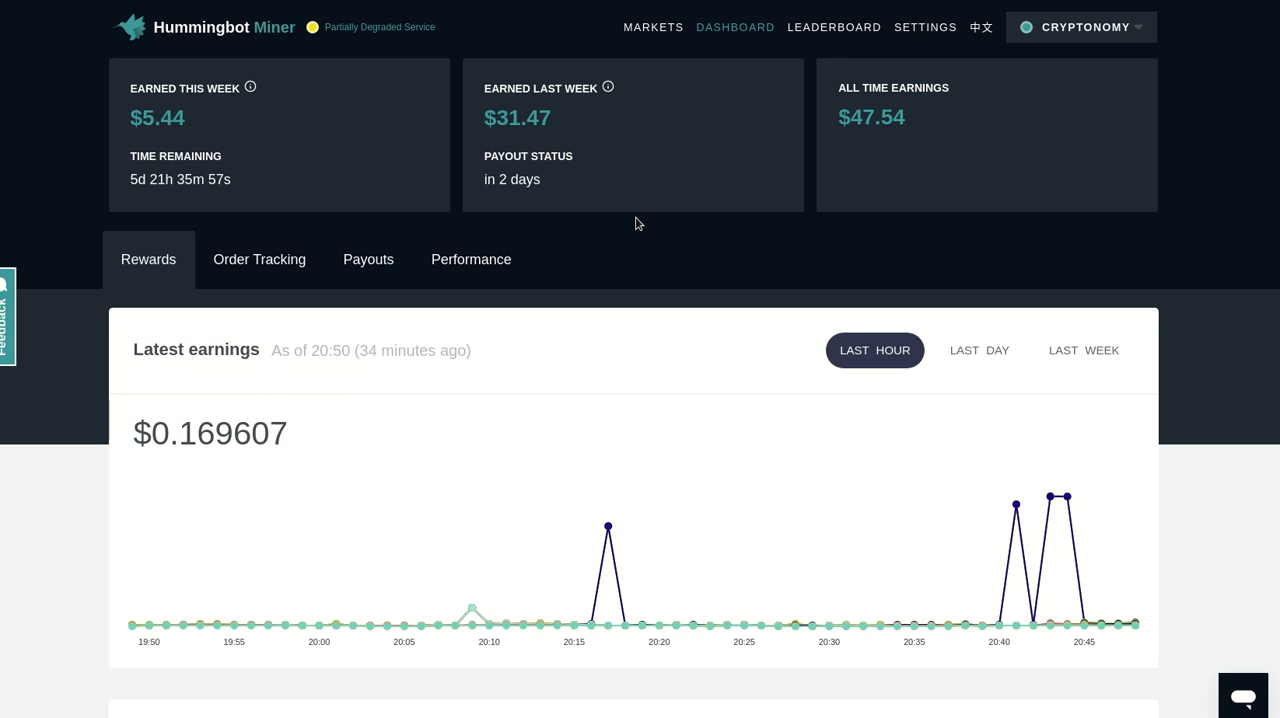 Hummingbot Miner
Partially Degraded Service
MARKETS DASHBOARD LEADERBOARD SETTINGS 中文 CRYPTONOMY
EARNED THIS WEEK
$5.44
TIME REMAINING
5d 21h 35m 57s
EARNED LAST WEEK
$31.47
PAYOUT STATUS
in 2 days
ALL TIME EARNINGS
$47.54
Rewards Order Tracking Payouts Performance
Feedback
Latest earnings As of 20:50 (34 minutes ago)
LAST HOUR LAST DAY LAST WEEK
$0.169607
19:50 19:55 20:00 20:05 20:10 20:15 20:20 20:25 20:30 20:35 20:40 20:45